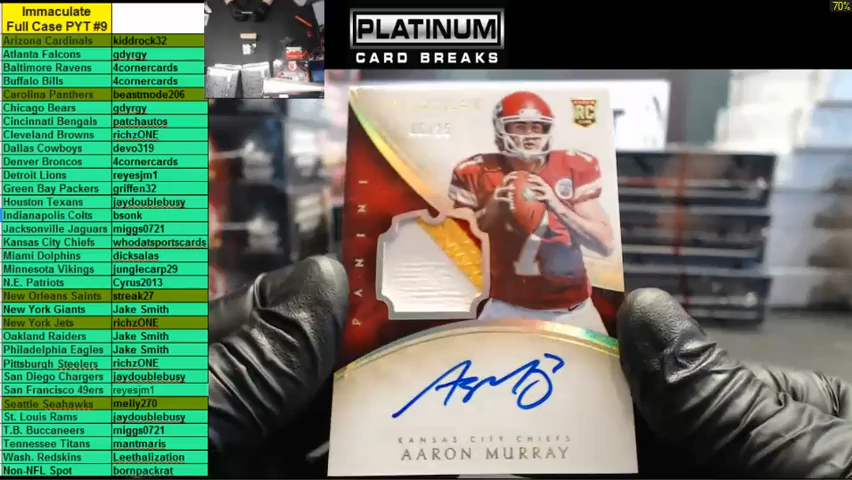 Immaculate
Full Case PYT #9
Arizona Cardinals kiddrock32
Atlanta Falcons gdyrgy
Baltimore Ravens 4cornercards
Buffalo Bills 4cornercards
Carolina Panthers beastmode206
Chicago Bears gdyrgy
Cincinnati Bengals patchautos
Cleveland Browns richzONE
Dallas Cowboys devo319
Denver Broncos 4cornercards
Detroit Lions reyesjm1
Green Bay Packers griffen32
Houston Texans jaydoublebusy
Indianapolis Colts bsonk
Jacksonville Jaguars miggs0721
Kansas City Chiefs whodatsportscards
Miami Dolphins dicksalas
Minnesota Vikings junglecarp29
N.E. Patriots Cyrus2013
New Orleans Saints streak27
New York Giants Jake Smith
New York Jets richzONE
Oakland Raiders Jake Smith
Philadelphia Eagles Jake Smith
Pittsburgh Steelers richzONE
San Diego Chargers jaydoublebusy
San Francisco 49ers reyesjm1
Seattle Seahawks melly270
St. Louis Rams jaydoublebusy
T.B. Buccaneers miggs0721
Tennessee Titans mantmaris
Wash. Redskins Leethalization
Non-NFL Spot bornpackrat
PLATINUM
CARD BREAKS
70%
RC
PANINI
7
KANSAS CITY CHIEFS
AARON MURRAY